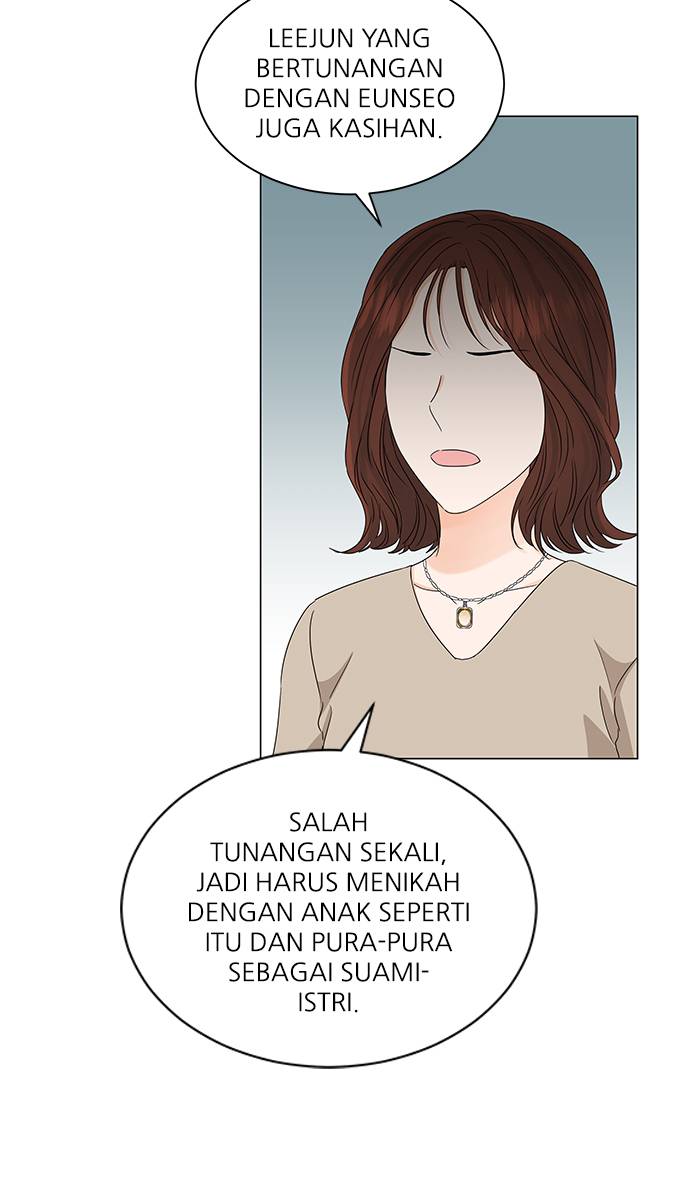 LEEJUN YANG
BERTUNANGAN
DENGAN EUNSEO
JUGA KASIHAN.
SALAH
TUNANGAN SEKALI,
JADI HARUS MENIKAH
DENGAN ANAK SEPERTI
ITU DAN PURA-PURA
SEBAGAI SUAMI-
ISTRI.